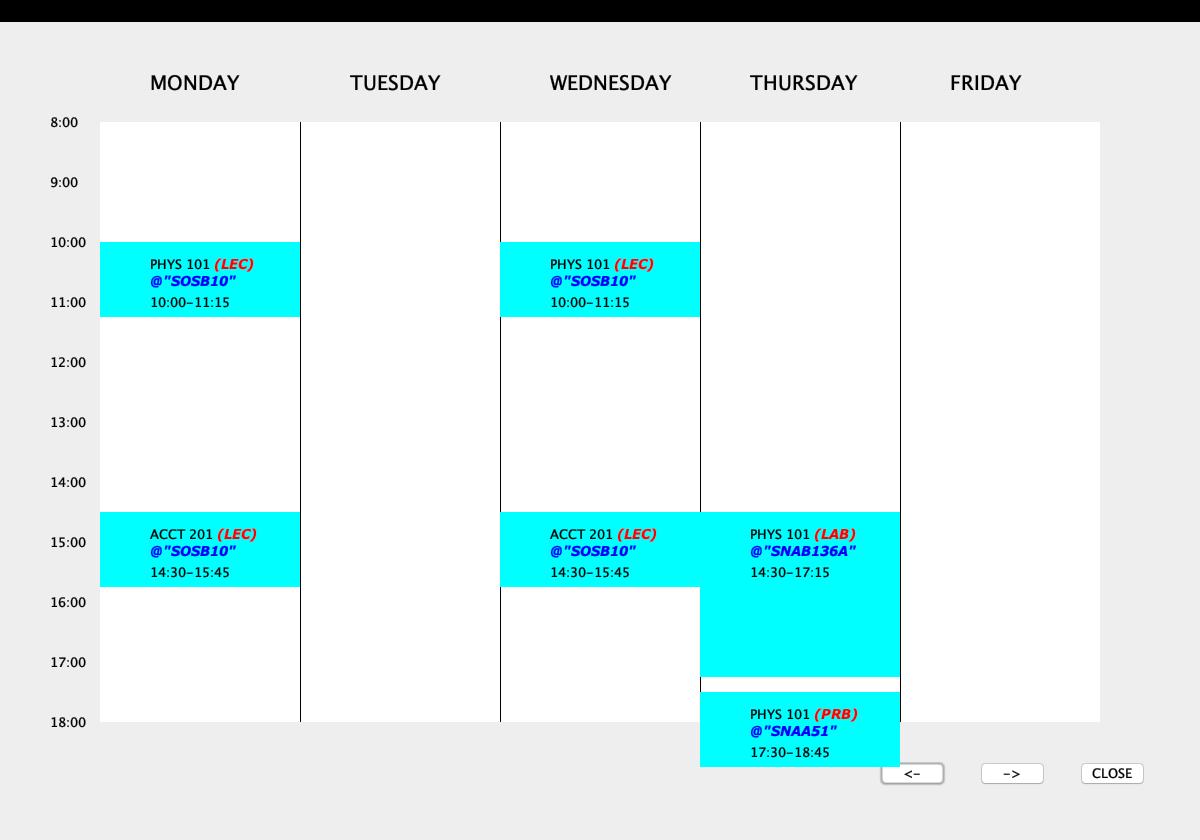 MONDAY TUESDAY WEDNESDAY THURSDAY FRIDAY
8:00
9:00
10:00
PHYS 101 (LEC) PHYS 101 (LEC)
@"SOSB10" @"SOSB10"
11:00 10:00-11:15 10:00-11:15
12:00
13:00
14:00
ACCT 201 (LEC) ACCT 201 (LEC) PHYS 101 (LAB)
15:00
@"SOSB10" @"SOSB10" @"SNAB136A"
14:30-15:45 14:30-15:45 14:30-17:15
16:00
17:00
PHYS 101 (PRB)
18:00
@"SNAA51"
17:30-18:45
<- -> CLOSE